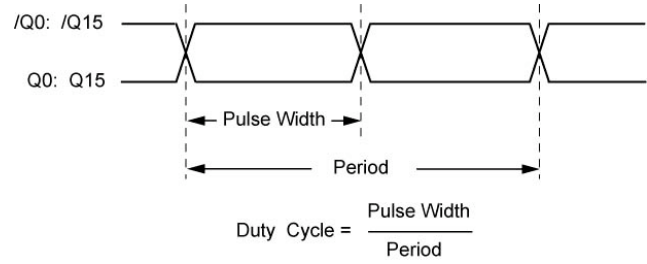 /Q0: /Q15
Q0: Q15
Pulse Width
Period
Duty Cycle = Pulse Width
Period